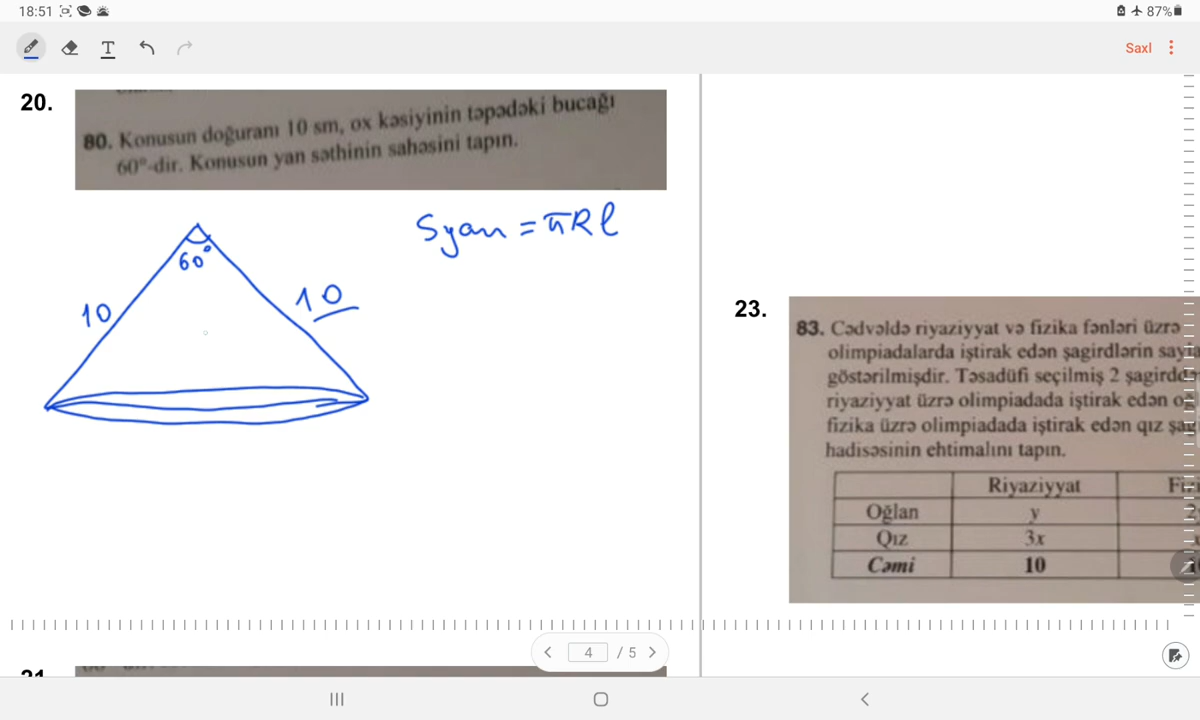 18:51
87%
T
Saxl
20.
80. Konusun doğuranı 10 sm, ox kəsiyinin təpədəki bucağı
60°-dir. Konusun yan səthinin sahəsini tapın.
Syan = πRl
60°
10
10
23.
83. Cədvəldə riyaziyyat və fizika fənləri üzrə
olimpiadalarda iştirak edən şagirdlərin
göstərilmişdir. Təsadüfi seçilmiş 2
riyaziyyat üzrə olimpiadada iştirak edən
fizika üzrə olimpiadada iştirak edən qız
hadisəsinin ehtimalını tapın.
Riyaziyyat
Oğlan y
Qız 3x
Cəmi 10
4 / 5